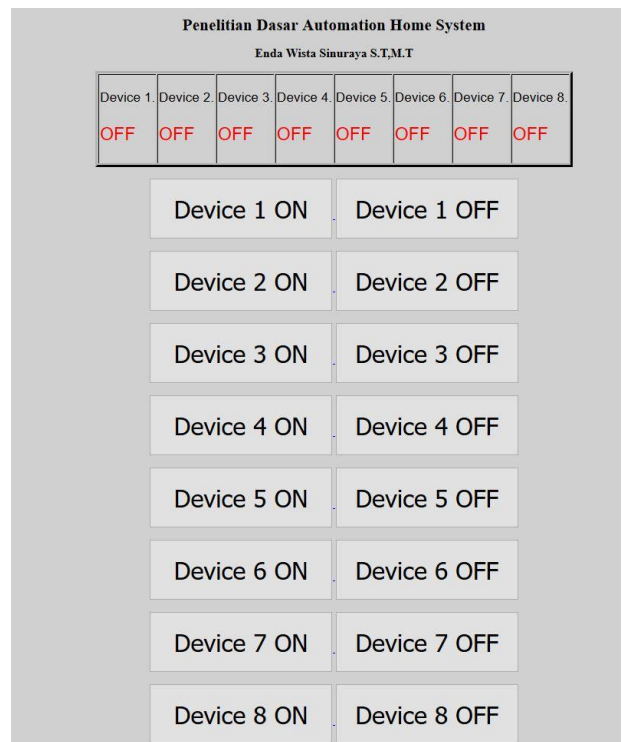 Penelitian Dasar Automation Home System
Enda Wista Sinuraya S.T,M.T
Device 1. Device 2. Device 3. Device 4. Device 5. Device 6. Device 7. Device 8.
OFF OFF OFF OFF OFF OFF OFF OFF
Device 1 ON Device 1 OFF
Device 2 ON Device 2 OFF
Device 3 ON Device 3 OFF
Device 4 ON Device 4 OFF
Device 5 ON Device 5 OFF
Device 6 ON Device 6 OFF
Device 7 ON Device 7 OFF
Device 8 ON Device 8 OFF